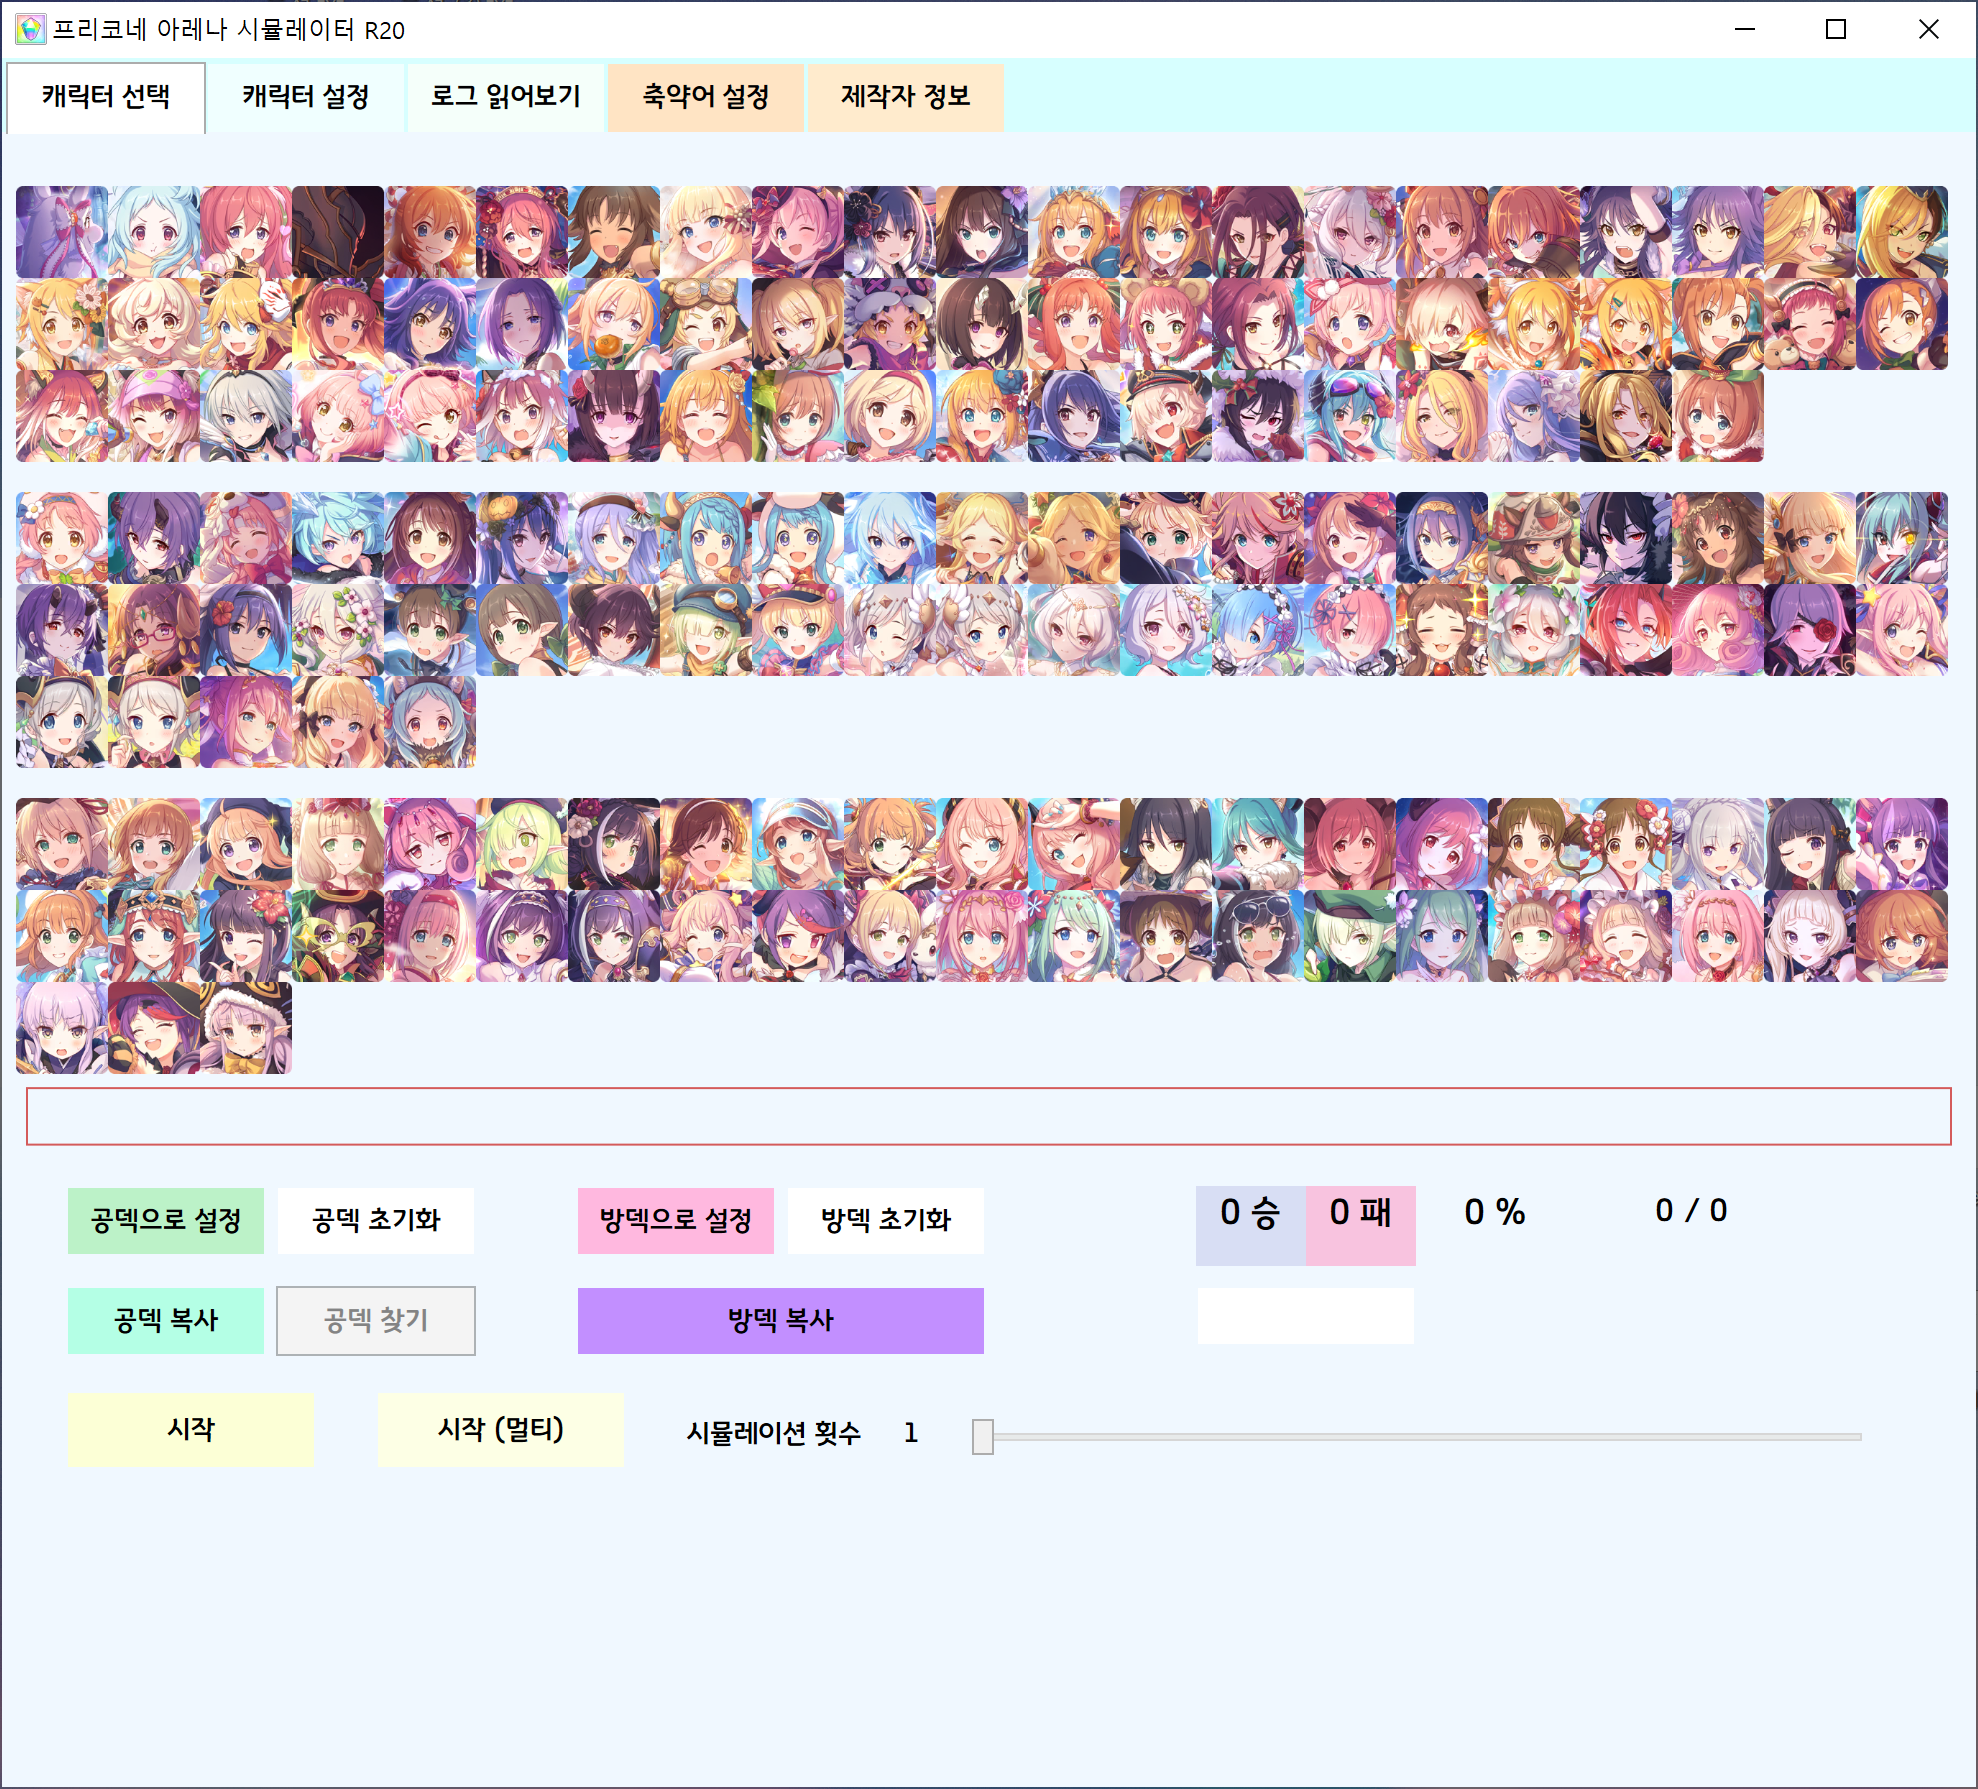 프리코네 아레나 시뮬레이터 R20
캐릭터 선택
캐릭터 설정
로그 읽어보기
축약어 설정
제작자 정보
공덱으로 설정
공덱 초기화
방덱으로 설정
방덱 초기화
0 승
0 패
0 %
0 / 0
공덱 복사
공덱 찾기
방덱 복사
시작
시작 (멀티)
시뮬레이션 횟수
1